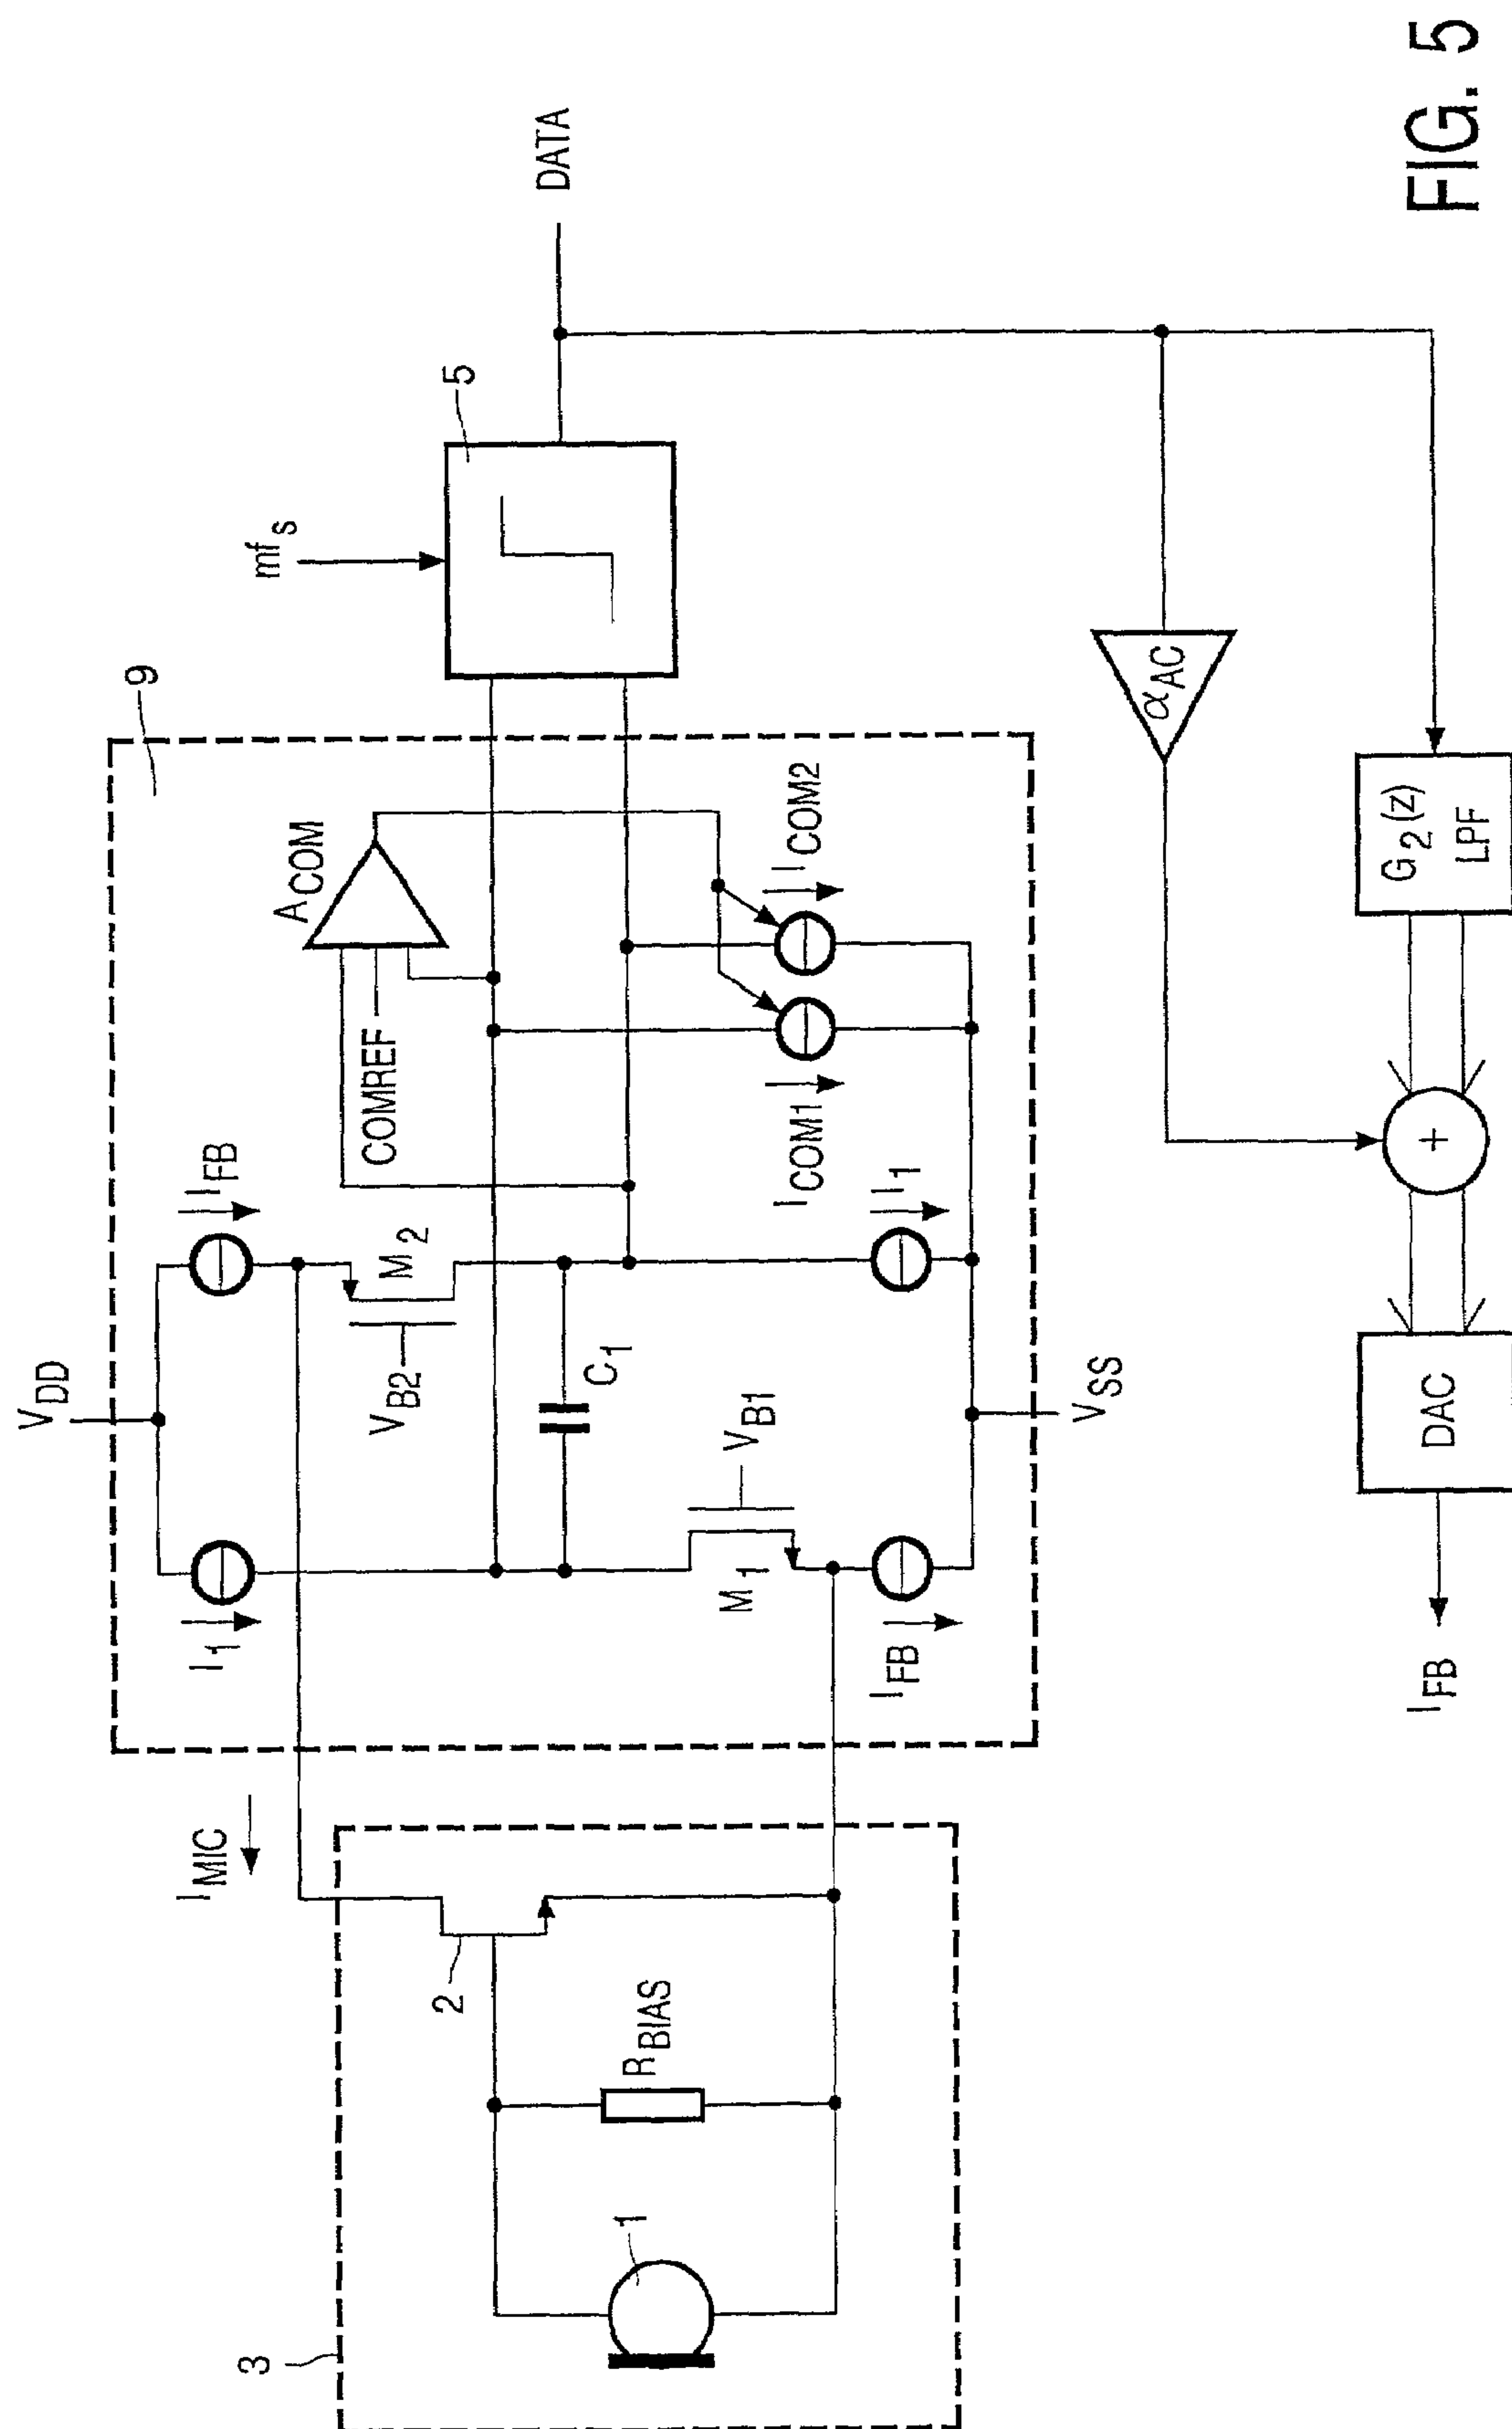 V_DD
I_1
I_FB
9
mf_s
5
DATA
I_MIC
A_COM
COMREF
M_2
V_B2
C_1
V_B1
M_1
I_FB
I_1
I_COM1
I_COM2
V_SS
3
2
R_BIAS
1
α_AC
I_FB
DAC
+
G_2(z)
LPF
FIG. 5